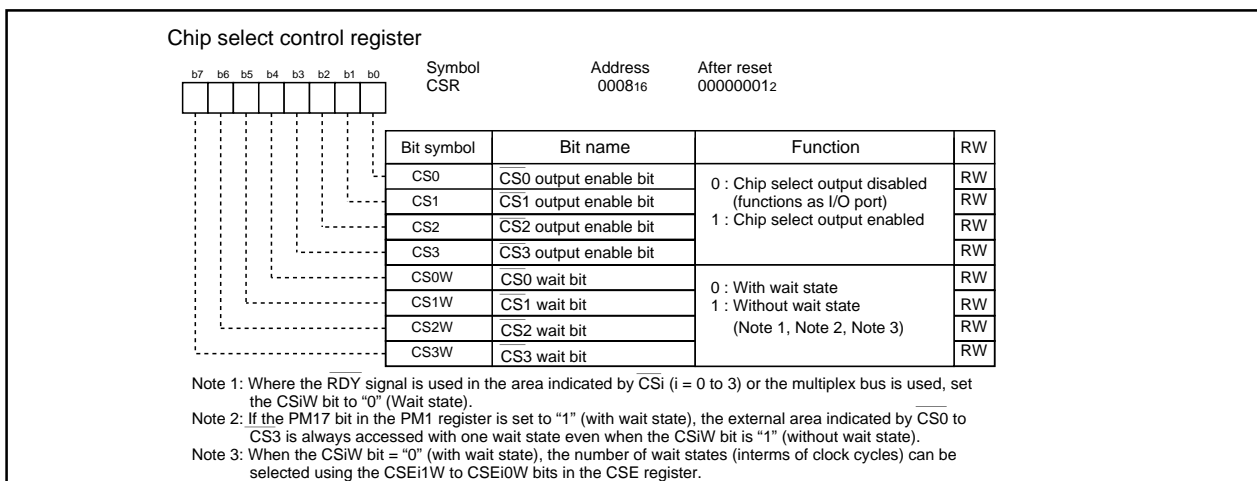 Chip select control register
b7 b6 b5 b4 b3 b2 b1 b0
Symbol Address After reset
CSR 000816 000000012
Bit symbol Bit name Function RW
CS0 CS0 output enable bit RW
CS1 CS1 output enable bit RW
CS2 CS2 output enable bit RW
CS3 CS3 output enable bit RW
0 : Chip select output disabled
(functions as I/O port)
1 : Chip select output enabled
CS0W CS0 wait bit RW
CS1W CS1 wait bit RW
CS2W CS2 wait bit RW
CS3W CS3 wait bit RW
0 : With wait state
1 : Without wait state
(Note 1, Note 2, Note 3)
Note 1: Where the RDY signal is used in the area indicated by CSi (i = 0 to 3) or the multiplex bus is used, set
the CSiW bit to “0” (Wait state).
Note 2: If the PM17 bit in the PM1 register is set to “1” (with wait state), the external area indicated by CS0 to
CS3 is always accessed with one wait state even when the CSiW bit is “1” (without wait state).
Note 3: When the CSiW bit = “0” (with wait state), the number of wait states (interms of clock cycles) can be
selected using the CSEi1W to CSEi0W bits in the CSE register.